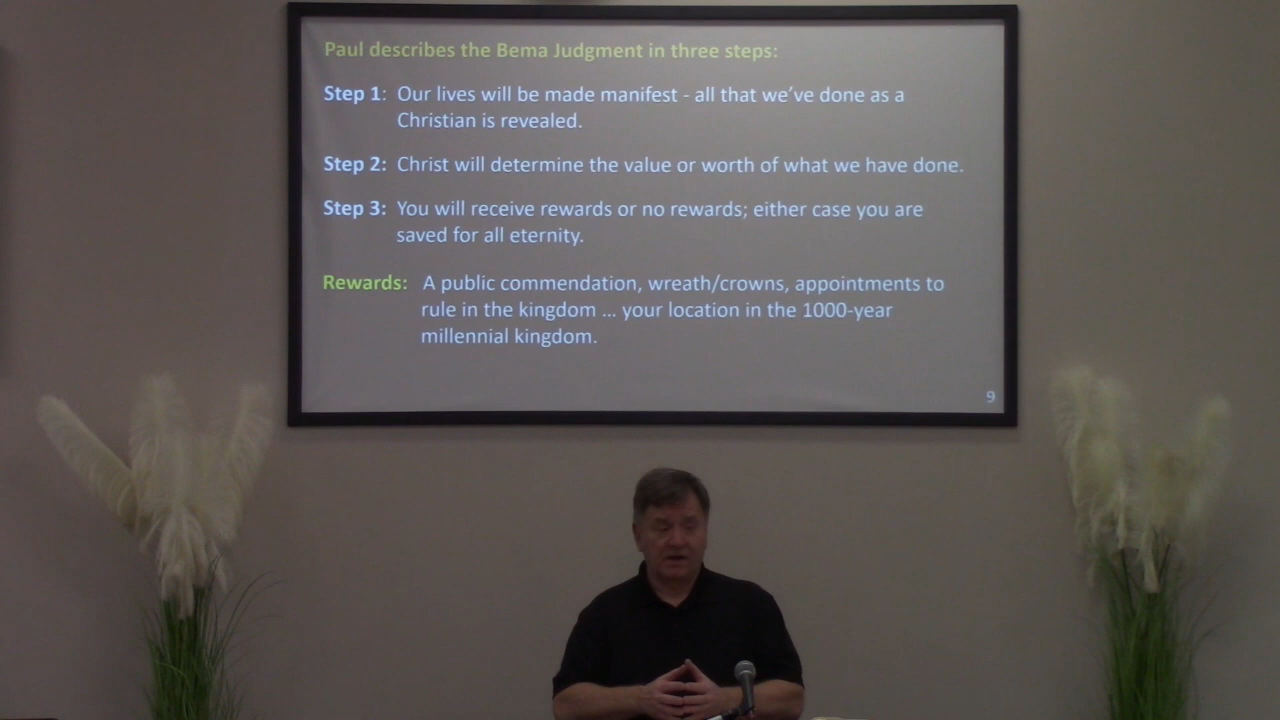 Paul describes the Bema Judgment in three steps:
Step 1: Our lives will be made manifest - all that we've done as a
Christian is revealed.
Step 2: Christ will determine the value or worth of what we have done.
Step 3: You will receive rewards or no rewards; either case you are
saved for all eternity.
Rewards: A public commendation, wreath/crowns, appointments to
rule in the kingdom ... your location in the 1000-year
millennial kingdom.
9